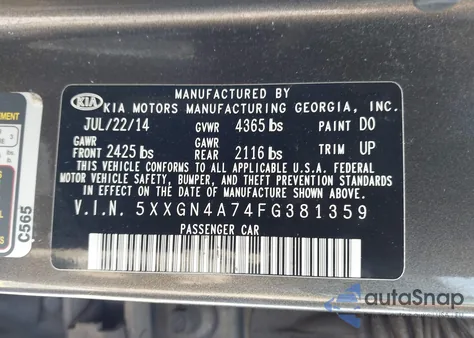 MANUFACTURED BY
KIA KIA MOTORS MANUFACTURING GEORGIA, INC.
JUL/22/14 GVWR 4365 lbs PAINT D0
GAWR FRONT 2425 lbs GAWR REAR 2116 lbs TRIM UP
THIS VEHICLE CONFORMS TO ALL APPLICABLE U.S.A. FEDERAL
MOTOR VEHICLE SAFETY, BUMPER, AND THEFT PREVENTION STANDARDS
IN EFFECT ON THE DATE OF MANUFACTURE SHOWN ABOVE.
V.I.N. 5XXGN4A74FG381359
PASSENGER CAR
C565
autoSnap